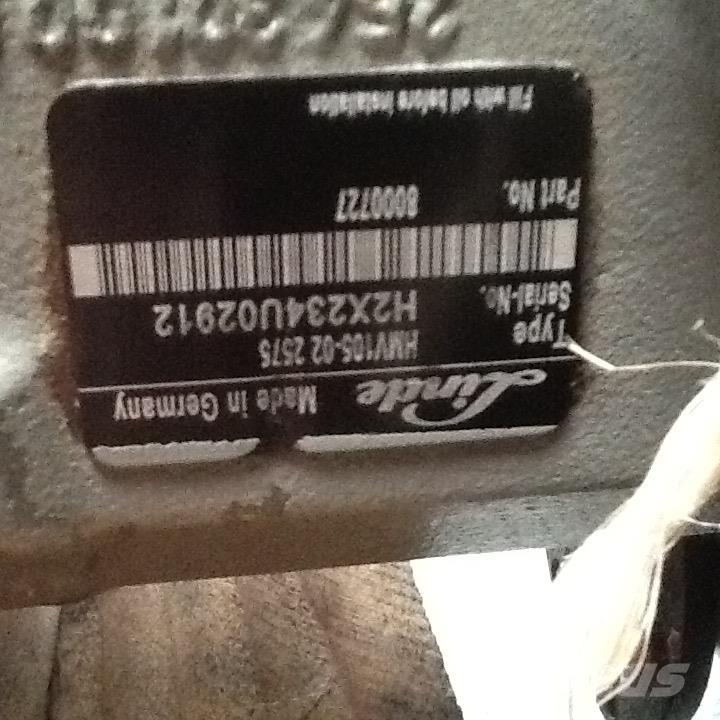 Linde Made in Germany
Type HMV105-02 2575
Serial-No. H2X234U02912
Part No. 8000727
Fill with oil before installation